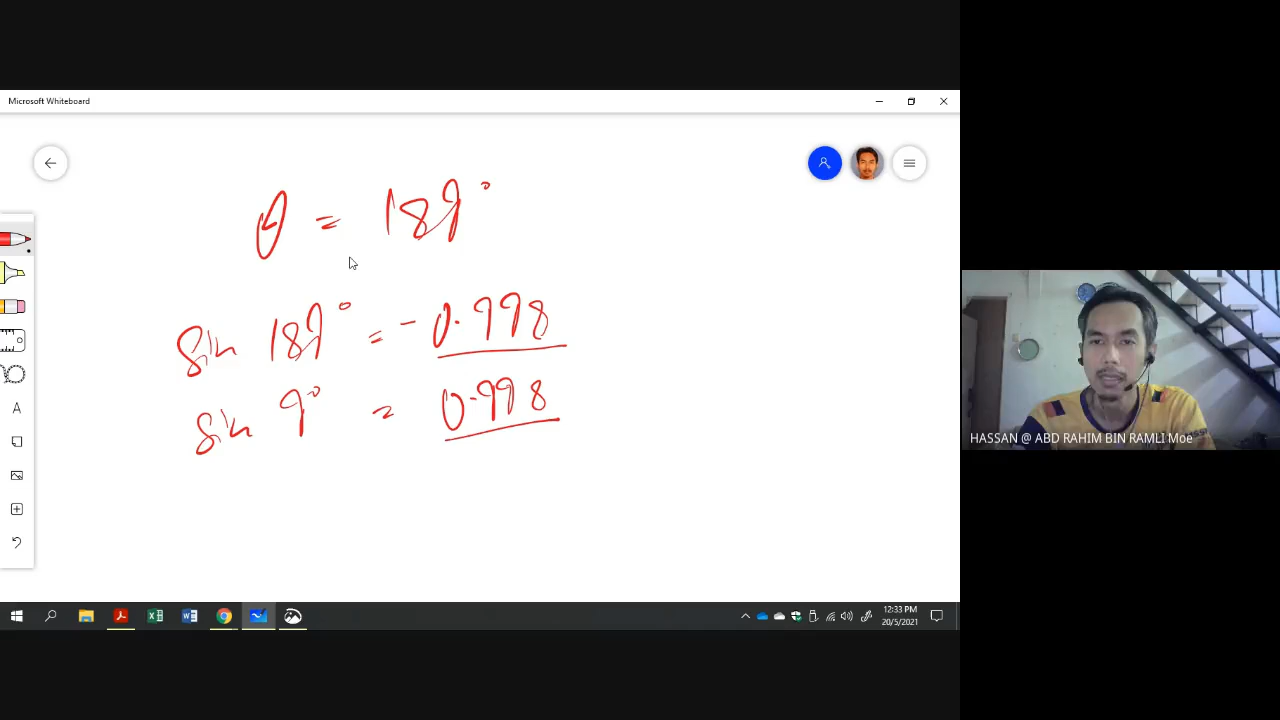 Microsoft Whiteboard
θ = 189°
sin 189° = -0.998
sin 9° = 0.998
A
HASSAN @ ABD RAHIM BIN RAMLI Moe
12:33 PM
20/5/2021